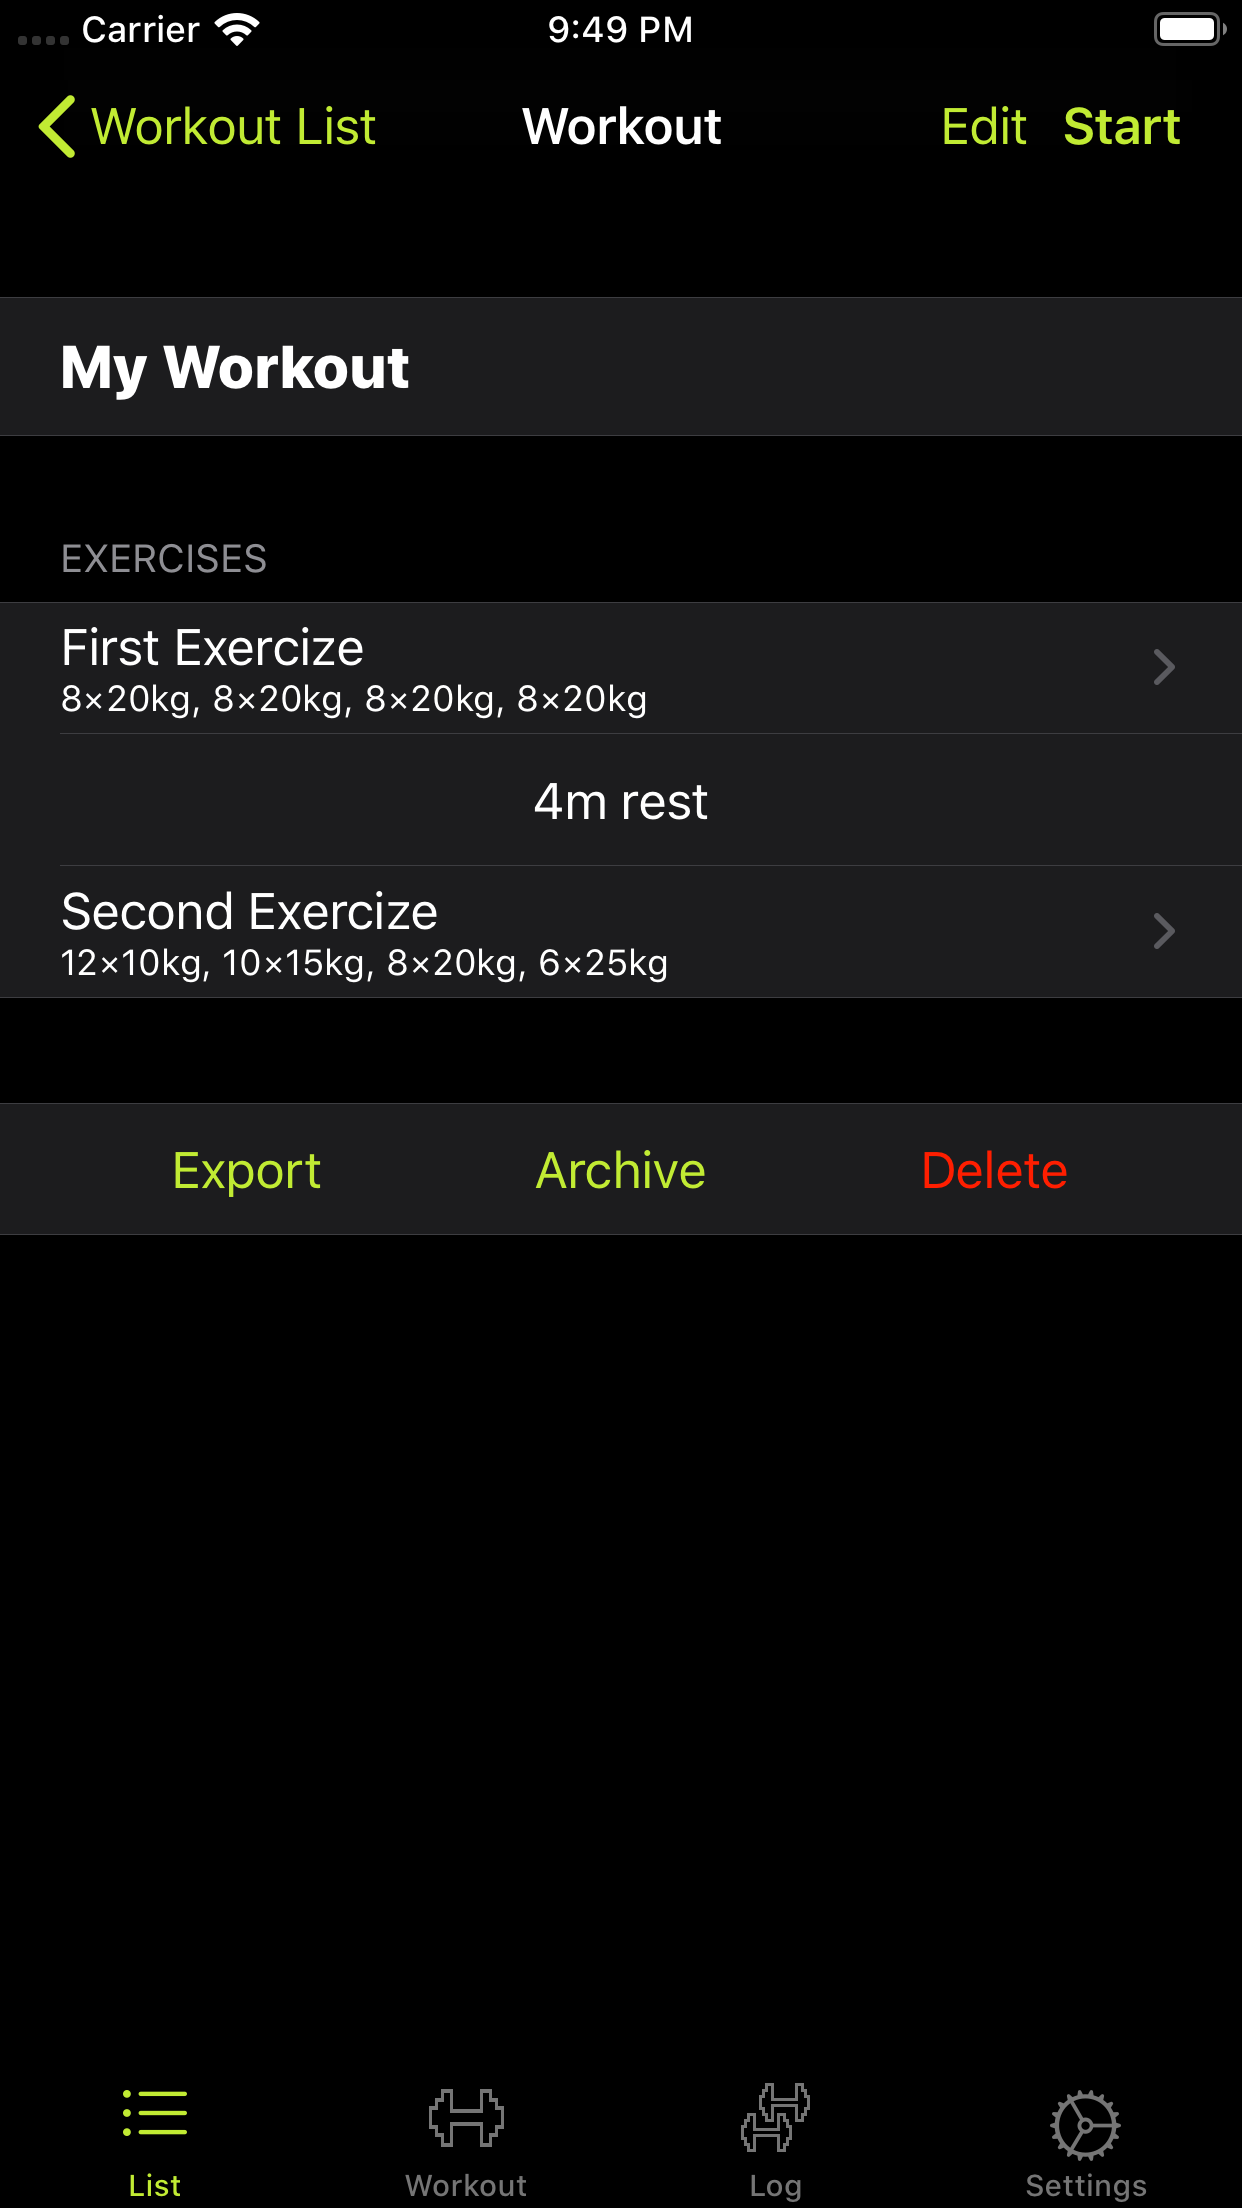 Carrier 9:49 PM
Workout List Workout Edit Start
My Workout
EXERCISES
First Exercize
8×20kg, 8×20kg, 8×20kg, 8×20kg
4m rest
Second Exercize
12×10kg, 10×15kg, 8×20kg, 6×25kg
Export Archive Delete
List Workout Log Settings